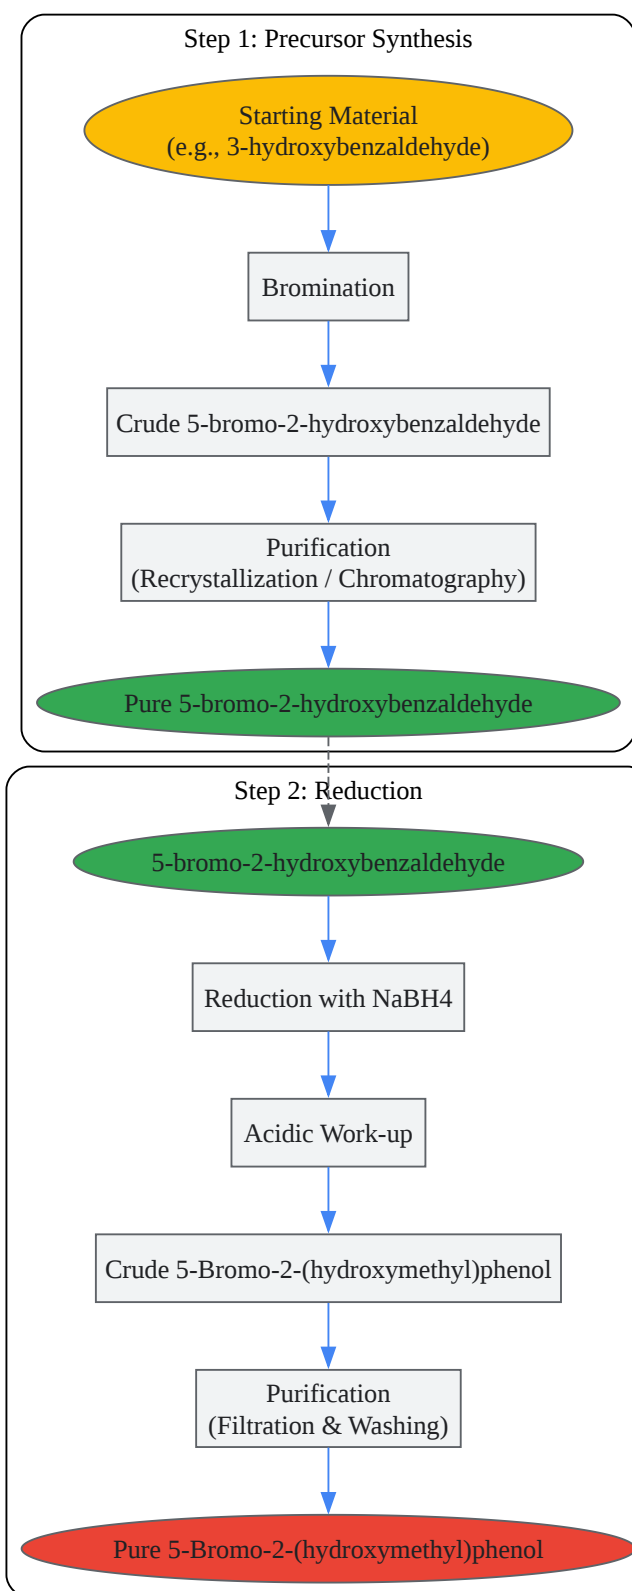 Step 1: Precursor Synthesis
Starting Material
(e.g., 3-hydroxybenzaldehyde)
Bromination
Crude 5-bromo-2-hydroxybenzaldehyde
Purification
(Recrystallization / Chromatography)
Pure 5-bromo-2-hydroxybenzaldehyde
Step 2: Reduction
5-bromo-2-hydroxybenzaldehyde
Reduction with NaBH4
Acidic Work-up
Crude 5-Bromo-2-(hydroxymethyl)phenol
Purification
(Filtration & Washing)
Pure 5-Bromo-2-(hydroxymethyl)phenol